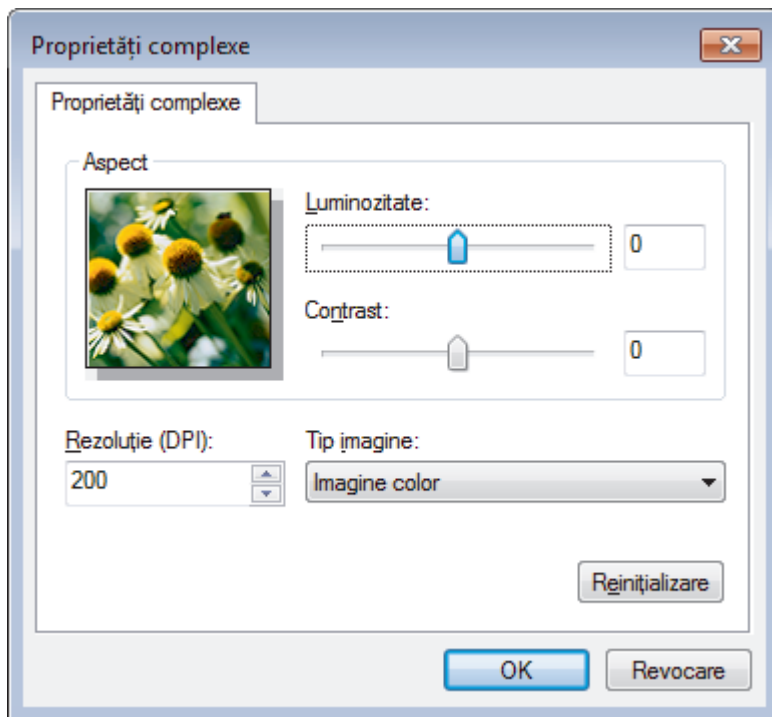 Proprietăți complexe
Proprietăți complexe
Aspect
Luminozitate:
0
Contrast:
0
Rezoluție (DPI):
200
Tip imagine:
Imagine color
Reinițializare
OK
Revocare